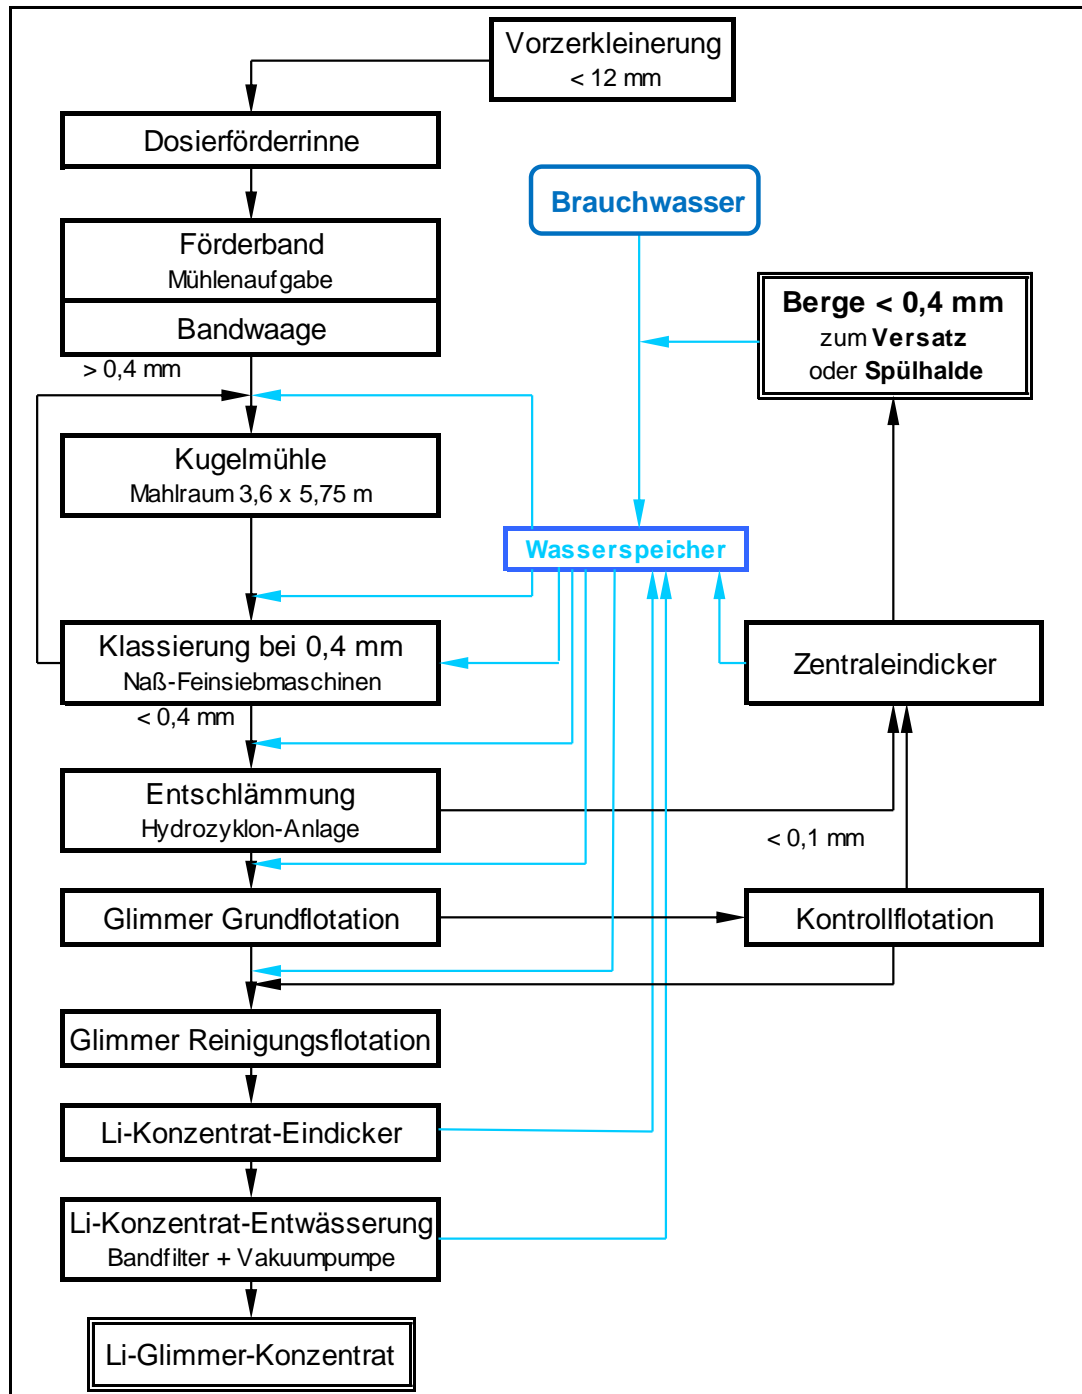 Vorzerkleinerung
< 12 mm
Dosierförderrinne
Brauchwasser
Förderband
Mühlenaufgabe
Bandwaage
Berge < 0,4 mm
zum Versatz
oder Spülhalde
> 0,4 mm
Kugelmühle
Mahlraum 3,6 x 5,75 m
Wasserspeicher
Klassierung bei 0,4 mm
Naß-Feinsiebmaschinen
Zentraleindicker
< 0,4 mm
Entschlämmung
Hydrozyklon-Anlage
< 0,1 mm
Glimmer Grundflotation
Kontrollflotation
Glimmer Reinigungsflotation
Li-Konzentrat-Eindicker
Li-Konzentrat-Entwässerung
Bandfilter + Vakuumpumpe
Li-Glimmer-Konzentrat